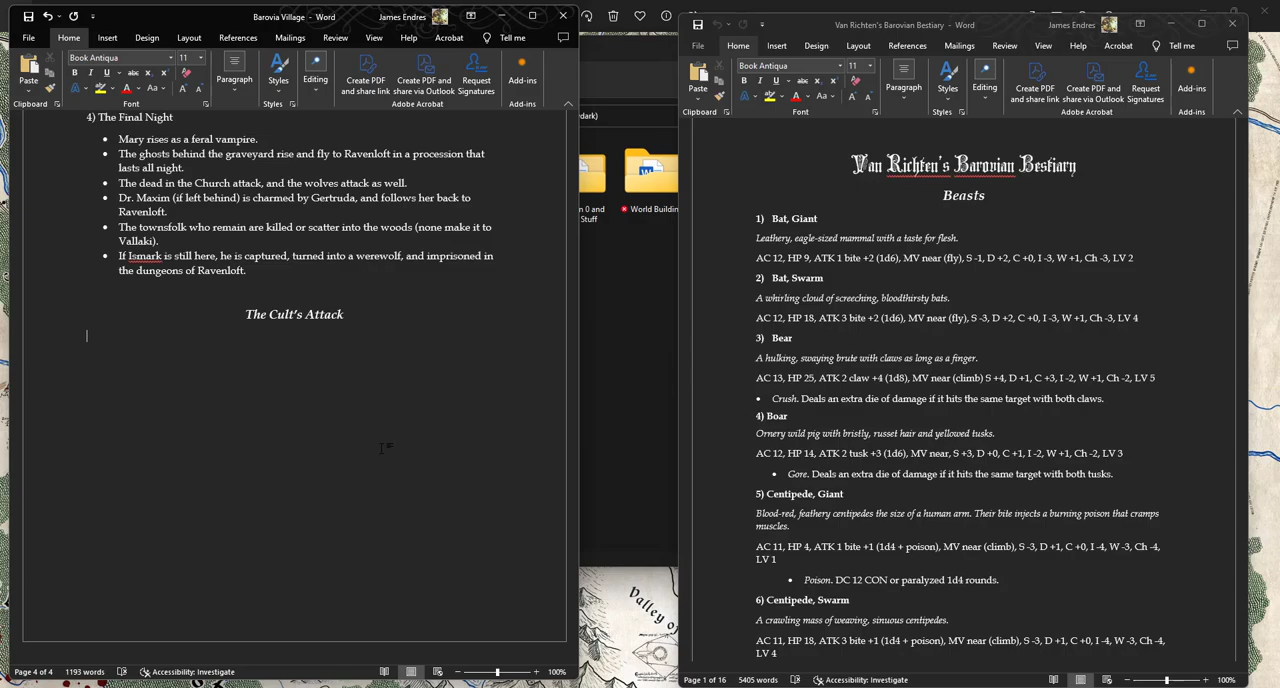 Barovia Village - Word
James Endres
File Home Insert Design Layout References Mailings Review View Help Acrobat Tell me
Book Antiqua 11
Paste
B I U abc x x
A A Aa A A
Paragraph
Styles
Editing
Create PDF and share link
Create PDF and share via Outlook
Request Signatures
Add-ins
Clipboard Font Styles Adobe Acrobat Add-ins
4) The Final Night
• Mary rises as a feral vampire.
• The ghosts behind the graveyard rise and fly to Ravenloft in a procession that
lasts all night.
• The dead in the Church attack, and the wolves attack as well.
• Dr. Maxim (if left behind) is charmed by Gertruda, and follows her back to
Ravenloft.
• The townsfolk who remain are killed or scatter into the woods (none make it to
Vallaki).
• If Ismark is still here, he is captured, turned into a werewolf, and imprisoned in
the dungeons of Ravenloft.
The Cult's Attack
Page 4 of 4 1193 words Accessibility: Investigate 100%
dark)
n 0 and
Stuff
World Building
Valley of
Van Richten's Barovian Bestiary - Word
James Endres
File Home Insert Design Layout References Mailings Review View Help Acrobat Tell me
Book Antiqua 11
Paste
B I U abc x x
A A Aa A A
Paragraph
Styles
Editing
Create PDF and share link
Create PDF and share via Outlook
Request Signatures
Add-ins
Clipboard Font Adobe Acrobat Add-ins
Van Richten's Barovian Bestiary
Beasts
1) Bat, Giant
Leathery, eagle-sized mammal with a taste for flesh.
AC 12, HP 9, ATK 1 bite +2 (1d6), MV near (fly), S -1, D +2, C +0, I -3, W +1, Ch -3, LV 2
2) Bat, Swarm
A whirling cloud of screeching, bloodthirsty bats.
AC 12, HP 18, ATK 3 bite +2 (1d6), MV near (fly), S -3, D +2, C +0, I -3, W +1, Ch -3, LV 4
3) Bear
A hulking, swaying brute with claws as long as a finger.
AC 13, HP 25, ATK 2 claw +4 (1d8), MV near (climb) S +4, D +1, C +3, I -2, W +1, Ch -2, LV 5
• Crush. Deals an extra die of damage if it hits the same target with both claws.
4) Boar
Ornery wild pig with bristly, russet hair and yellowed tusks.
AC 12, HP 14, ATK 2 tusk +3 (1d6), MV near, S +3, D +0, C +1, I -2, W +1, Ch -2, LV 3
• Gore. Deals an extra die of damage if it hits the same target with both tusks.
5) Centipede, Giant
Blood-red, feathery centipedes the size of a human arm. Their bite injects a burning poison that cramps
muscles.
AC 11, HP 4, ATK 1 bite +1 (1d4 + poison), MV near (climb), S -3, D +1, C +0, I -4, W -3, Ch -4,
LV 1
• Poison. DC 12 CON or paralyzed 1d4 rounds.
6) Centipede, Swarm
A crawling mass of weaving, sinuous centipedes.
AC 11, HP 18, ATK 3 bite +1 (1d4 + poison), MV near (climb), S -3, D +1, C +0, I -4, W -3, Ch -4,
LV 4
Page 1 of 16 5405 words Accessibility: Investigate 100%